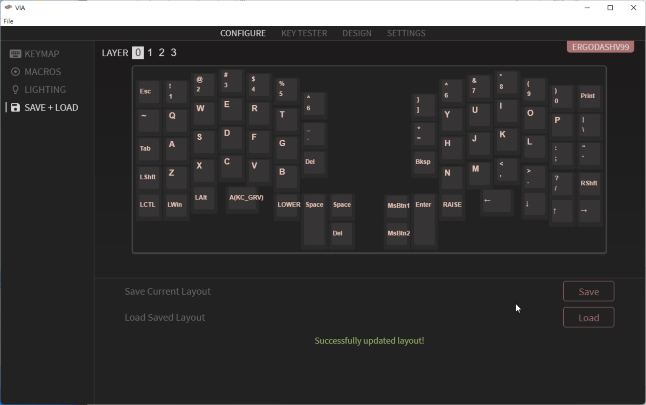 VIA
File
CONFIGURE KEY TESTER DESIGN SETTINGS
ERGODASHV99
KEYMAP
MACROS
LIGHTING
SAVE + LOAD
LAYER 0 1 2 3
Esc ! 1 @ 2 # 3 $ 4 % 5 ^ 6
~ Q W E R T _ -
Tab A S D F G Del
LShft Z X C V B
LCTL LWin LAlt A(KC_GRV) LOWER Space Space
Del
^ 6 & 7 * 8 ( 9 ) 0 Print
] ] Y U I O P | \
+ = H J K L : ; " '
Bksp N M < , > . ? / RShft
MsBtn1 Enter RAISE ← ↓ ↑ →
MsBtn2
Save Current Layout Save
Load Saved Layout Load
Successfully updated layout!